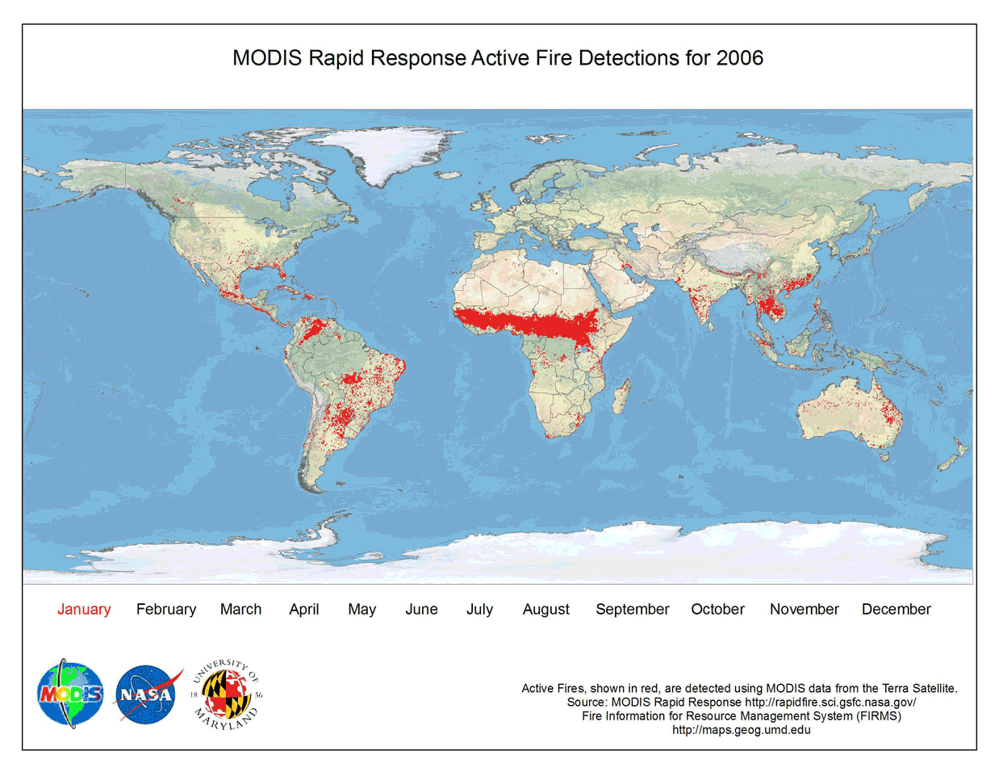 MODIS Rapid Response Active Fire Detections for 2006
January February March April May June July August September October November December
MODIS
NASA
UNIVERSITY OF
18 56
MARYLAND
Active Fires, shown in red, are detected using MODIS data from the Terra Satellite.
Source: MODIS Rapid Response http://rapidfire.sci.gsfc.nasa.gov/
Fire Information for Resource Management System (FIRMS)
http://maps.geog.umd.edu